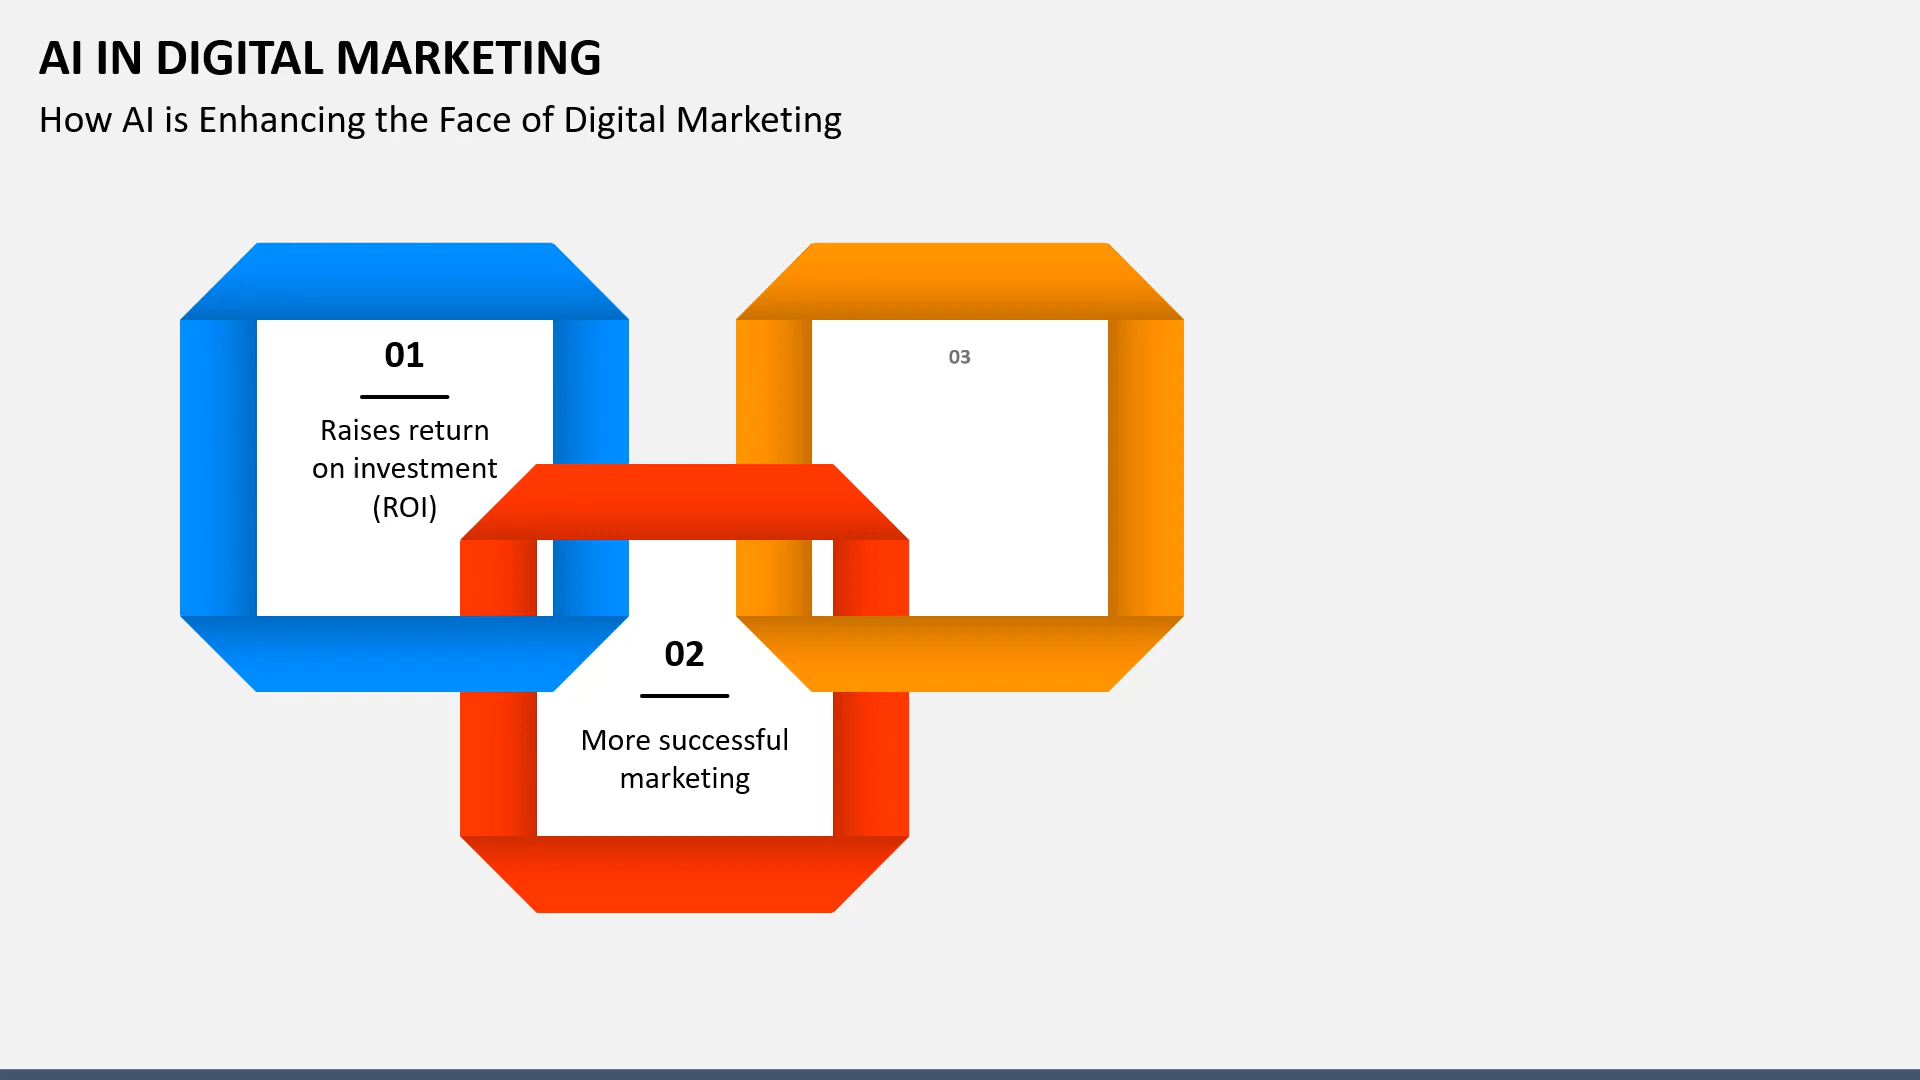 AI IN DIGITAL MARKETING
How AI is Enhancing the Face of Digital Marketing
01
Raises return
on investment
(ROI)
02
More successful
marketing
03